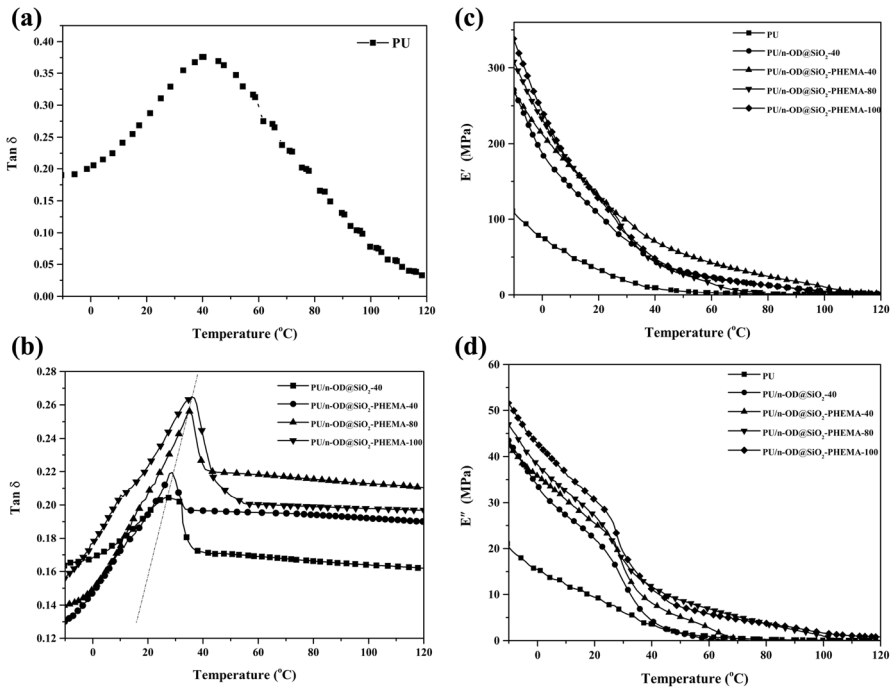 (a)
PU
0.40
0.35
0.30
0.25
0.20
0.15
0.10
0.05
0.00
Tan δ
0 20 40 60 80 100 120
Temperature (°C)
(c)
PU
PU/n-OD@SiO₂-40
PU/n-OD@SiO₂-PHEMA-40
PU/n-OD@SiO₂-PHEMA-80
PU/n-OD@SiO₂-PHEMA-100
300
200
100
0
E′ (MPa)
0 20 40 60 80 100 120
Temperature (°C)
(b)
PU/n-OD@SiO₂-40
PU/n-OD@SiO₂-PHEMA-40
PU/n-OD@SiO₂-PHEMA-80
PU/n-OD@SiO₂-PHEMA-100
0.28
0.26
0.24
0.22
0.20
0.18
0.16
0.14
0.12
Tan δ
0 20 40 60 80 100 120
Temperature (°C)
(d)
PU
PU/n-OD@SiO₂-40
PU/n-OD@SiO₂-PHEMA-40
PU/n-OD@SiO₂-PHEMA-80
PU/n-OD@SiO₂-PHEMA-100
60
50
40
30
20
10
0
E″ (MPa)
0 20 40 60 80 100 120
Temperature (°C)